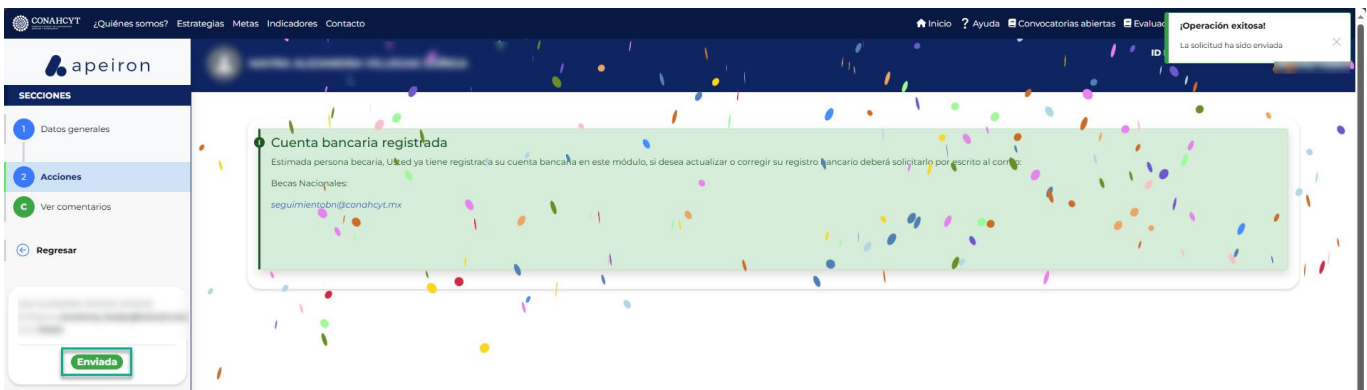 CONAHCYT ¿Quiénes somos? Estrategias Metas Indicadores Contacto
Inicio ? Ayuda Convocatorias abiertas Evaluac
¡Operación exitosa!
La solicitud ha sido enviada
apeiron
ID
SECCIONES
1 Datos generales
2 Acciones
C Ver comentarios
Regresar
Enviada
Cuenta bancaria registrada
Estimada persona becaria, Usted ya tiene registrada su cuenta bancaria en este módulo, si desea actualizar o corregir su registro bancario deberá solicitarlo por escrito al correo:
Becas Nacionales:
seguimientobn@conahcyt.mx